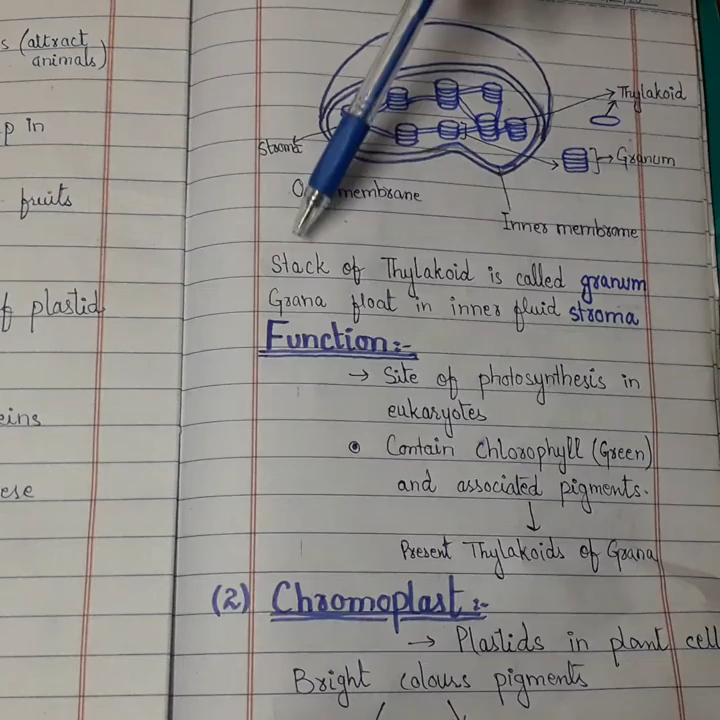 s (attract
animals)
p in
fruits
of plastid
eins
ese
Thylakoid
Stroma
Granum
membrane
Inner membrane
Stack of Thylakoid is called granum
Grana float in inner fluid stroma
Function:-
→ Site of photosynthesis in
eukaryotes
• Contain chlorophyll (Green)
and associated pigments.
↓
Present Thylakoids of Grana
(2) Chromoplast:-
→ Plastids in plant cell
Bright colours pigments